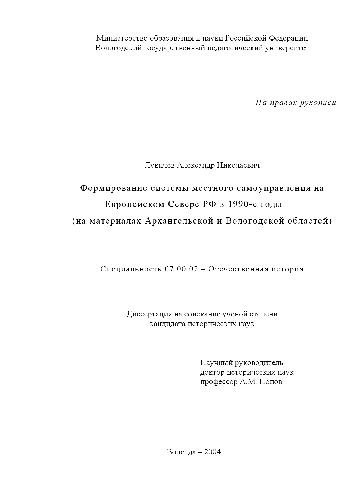 Министерство образования и науки Российской Федерации
Вологодский государственный педагогический университет
На правах рукописи
Александр Николаевич
Формирование системы местного самоуправления на
Европейском Севере РФ в 1990-е годы
(на материалах Архангельской и Вологодской областей)
Специальность 07.00.02 – Отечественная история
Диссертация на соискание ученой степени
кандидата исторических наук
Научный руководитель
доктор исторических наук
профессор А.М. Попов
Вологда – 2004